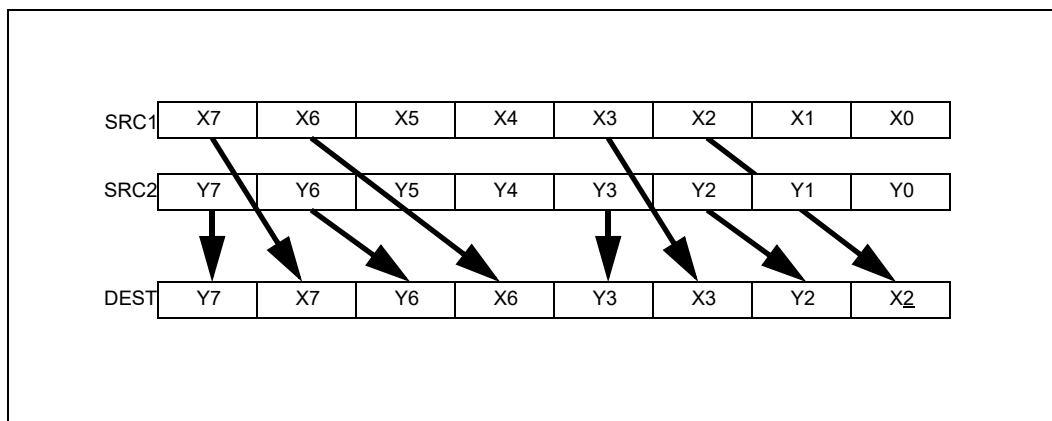 SRC1 X7 X6 X5 X4 X3 X2 X1 X0
SRC2 Y7 Y6 Y5 Y4 Y3 Y2 Y1 Y0
DEST Y7 X7 Y6 X6 Y3 X3 Y2 X2